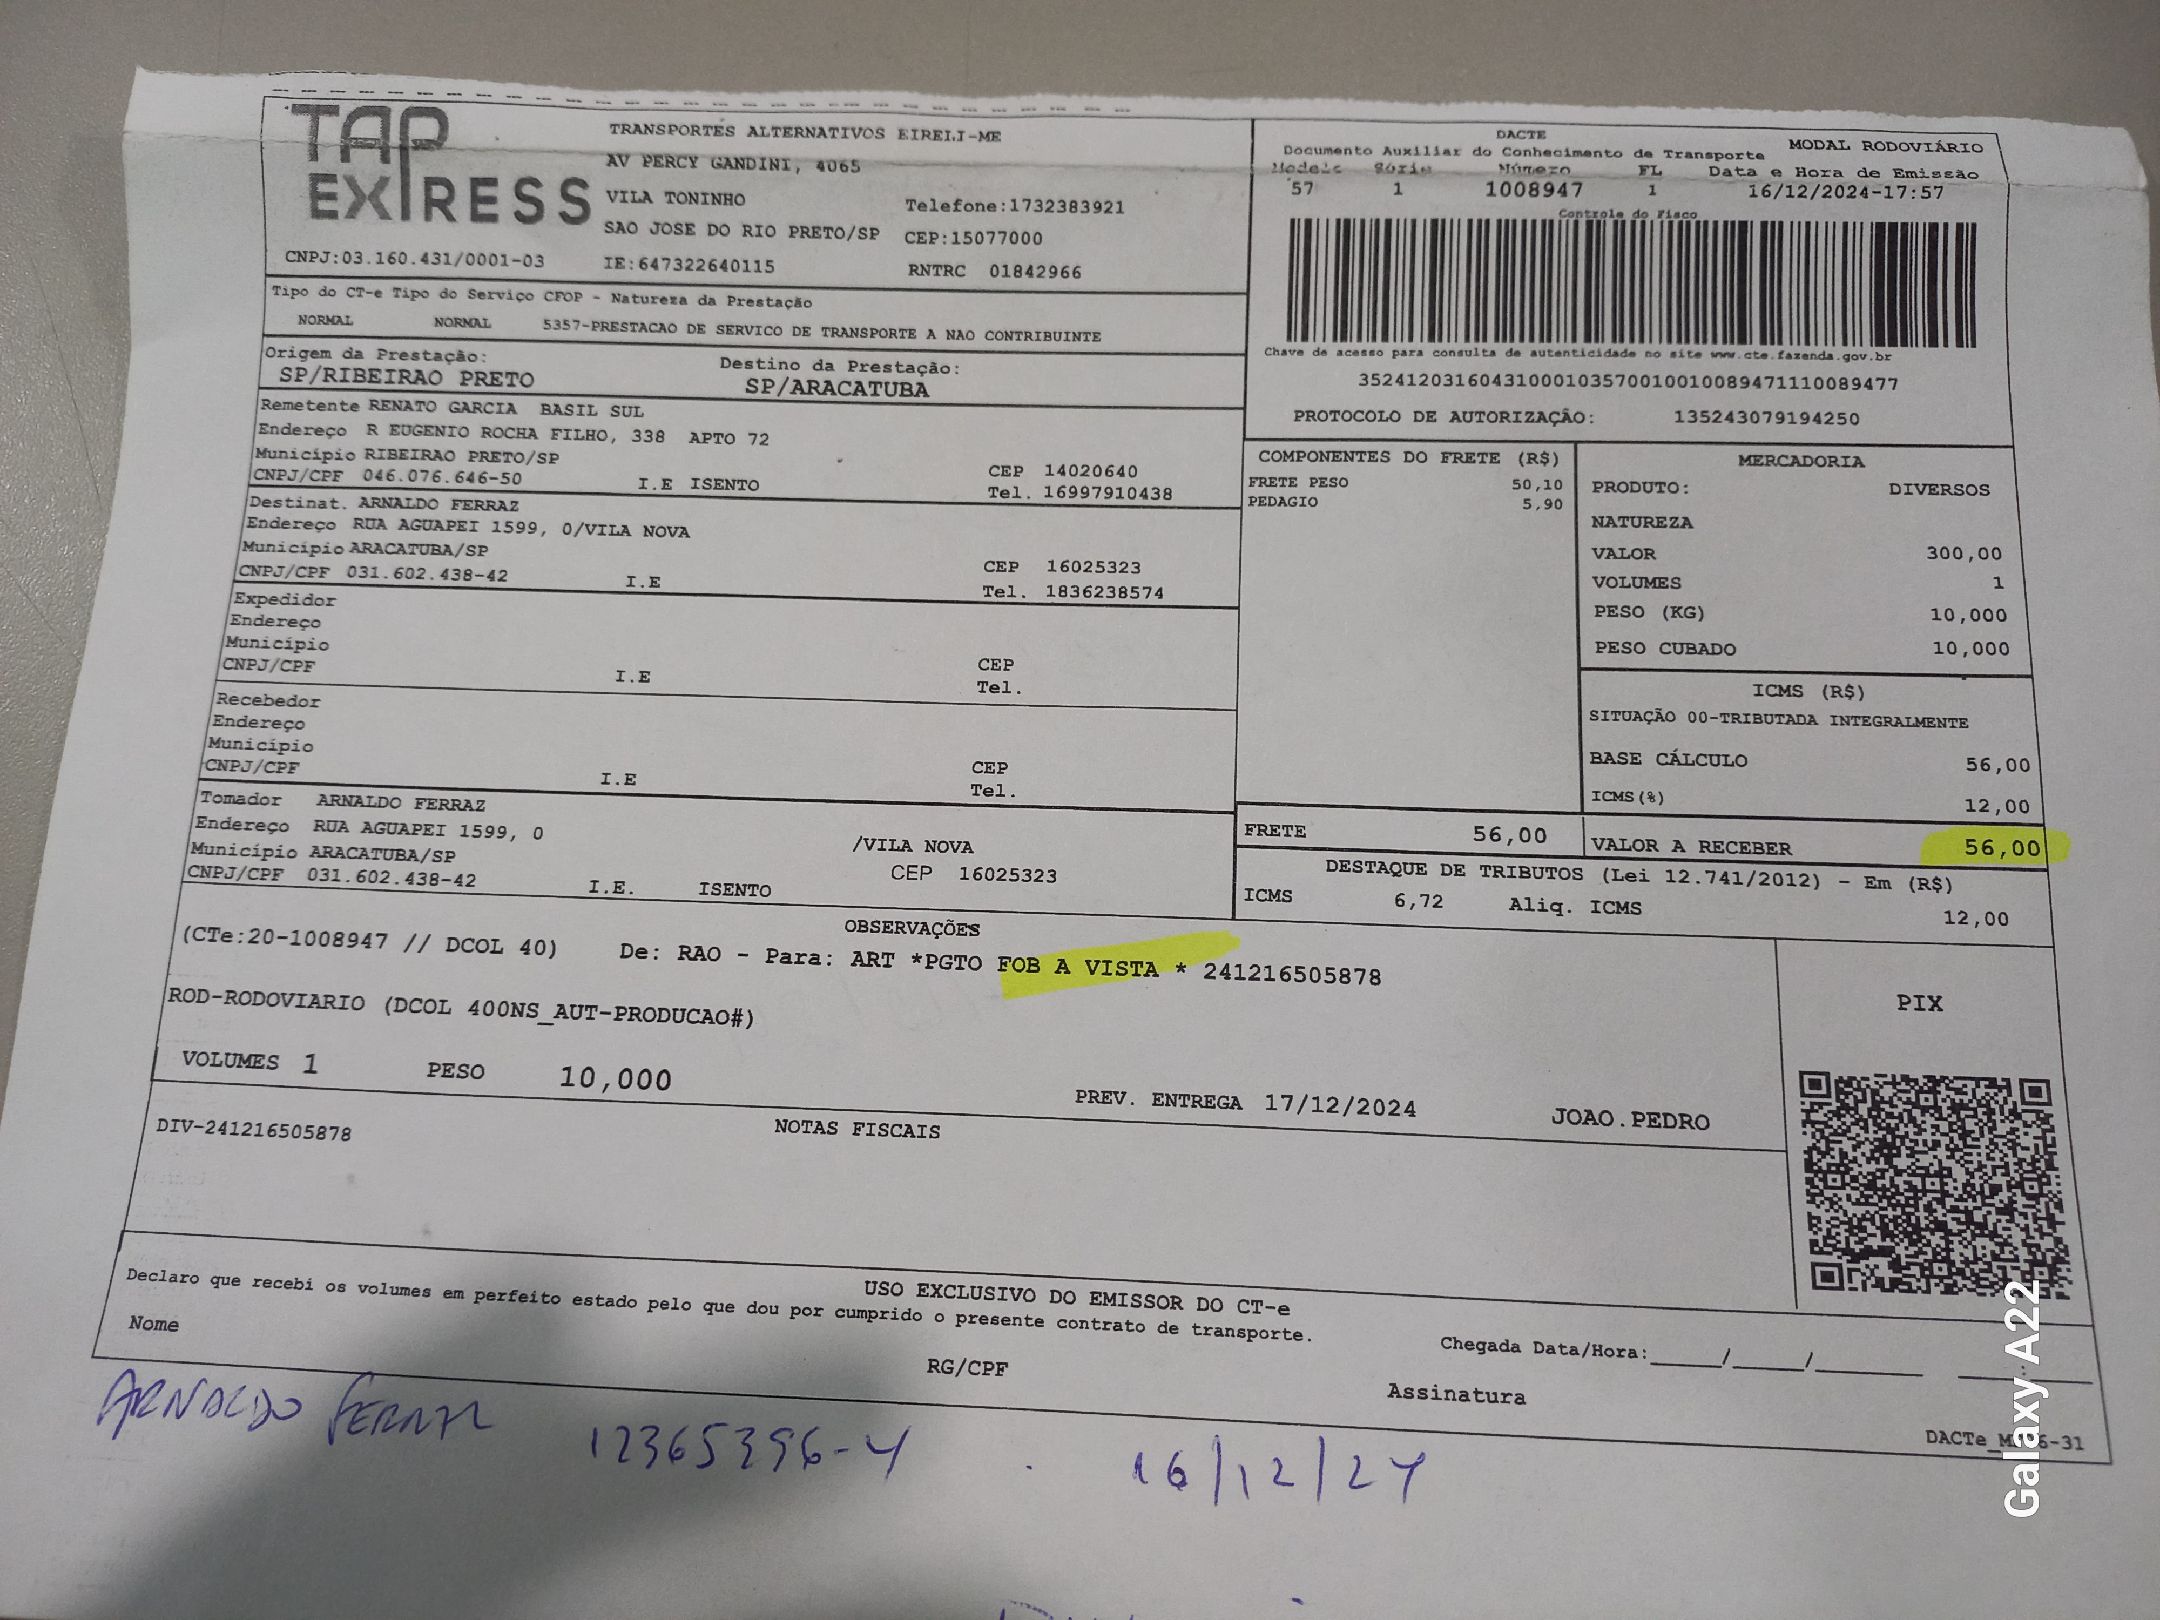 TAP EXPRESS
TRANSPORTES ALTERNATIVOS EIRELI-ME
AV PERCY GANDINI, 4065
VILA TONINHO
Telefone:1732383921
SAO JOSE DO RIO PRETO/SP
CEP:15077000
CNPJ:03.160.431/0001-03
IE:647322640115
RNTRC 01842966
DACTE
Documento Auxiliar do Conhecimento de Transporte
MODAL RODOVIÁRIO
Modelo Série Número FL Data e Hora de Emissão
57 1 1008947 1 16/12/2024-17:57
Controle do Fisco
Chave de acesso para consulta de autenticidade no site www.cte.fazenda.gov.br
35241203160431000103570010010089471110089477
PROTOCOLO DE AUTORIZAÇÃO: 135243079194250
Tipo do CT-e Tipo do Serviço CFOP - Natureza da Prestação
NORMAL NORMAL 5357-PRESTACAO DE SERVICO DE TRANSPORTE A NAO CONTRIBUINTE
Origem da Prestação: Destino da Prestação:
SP/RIBEIRAO PRETO SP/ARACATUBA
Remetente RENATO GARCIA BASIL SUL
Endereço R EUGENIO ROCHA FILHO, 338 APTO 72
Município RIBEIRAO PRETO/SP CEP 14020640
CNPJ/CPF 046.076.646-50 I.E ISENTO Tel. 16997910438
Destinat. ARNALDO FERRAZ
Endereço RUA AGUAPEI 1599, 0/VILA NOVA
Município ARACATUBA/SP CEP 16025323
CNPJ/CPF 031.602.438-42 I.E Tel. 1836238574
Expedidor
Endereço
Município CEP
CNPJ/CPF I.E Tel.
Recebedor
Endereço
Município CEP
CNPJ/CPF I.E Tel.
Tomador ARNALDO FERRAZ
Endereço RUA AGUAPEI 1599, 0 /VILA NOVA
Município ARACATUBA/SP CEP 16025323
CNPJ/CPF 031.602.438-42 I.E. ISENTO
COMPONENTES DO FRETE (R$)
FRETE PESO 50,10
PEDAGIO 5,90
MERCADORIA
PRODUTO: DIVERSOS
NATUREZA
VALOR 300,00
VOLUMES 1
PESO (KG) 10,000
PESO CUBADO 10,000
ICMS (R$)
SITUAÇÃO 00-TRIBUTADA INTEGRALMENTE
BASE CÁLCULO 56,00
ICMS(%) 12,00
FRETE 56,00 VALOR A RECEBER 56,00
DESTAQUE DE TRIBUTOS (Lei 12.741/2012) - Em (R$)
ICMS 6,72 Aliq. ICMS 12,00
OBSERVAÇÕES
(CTe:20-1008947 // DCOL 40) De: RAO - Para: ART *PGTO FOB A VISTA * 241216505878
ROD-RODOVIARIO (DCOL 400NS_AUT-PRODUCAO#)
PIX
VOLUMES 1 PESO 10,000 PREV. ENTREGA 17/12/2024 JOAO.PEDRO
NOTAS FISCAIS
DIV-241216505878
USO EXCLUSIVO DO EMISSOR DO CT-e
Declaro que recebi os volumes em perfeito estado pelo que dou por cumprido o presente contrato de transporte.
Nome RG/CPF Assinatura Chegada Data/Hora:_____/_____/_______
ARNALDO FERRAZ 12365396-4 16/12/24
Galaxy A22